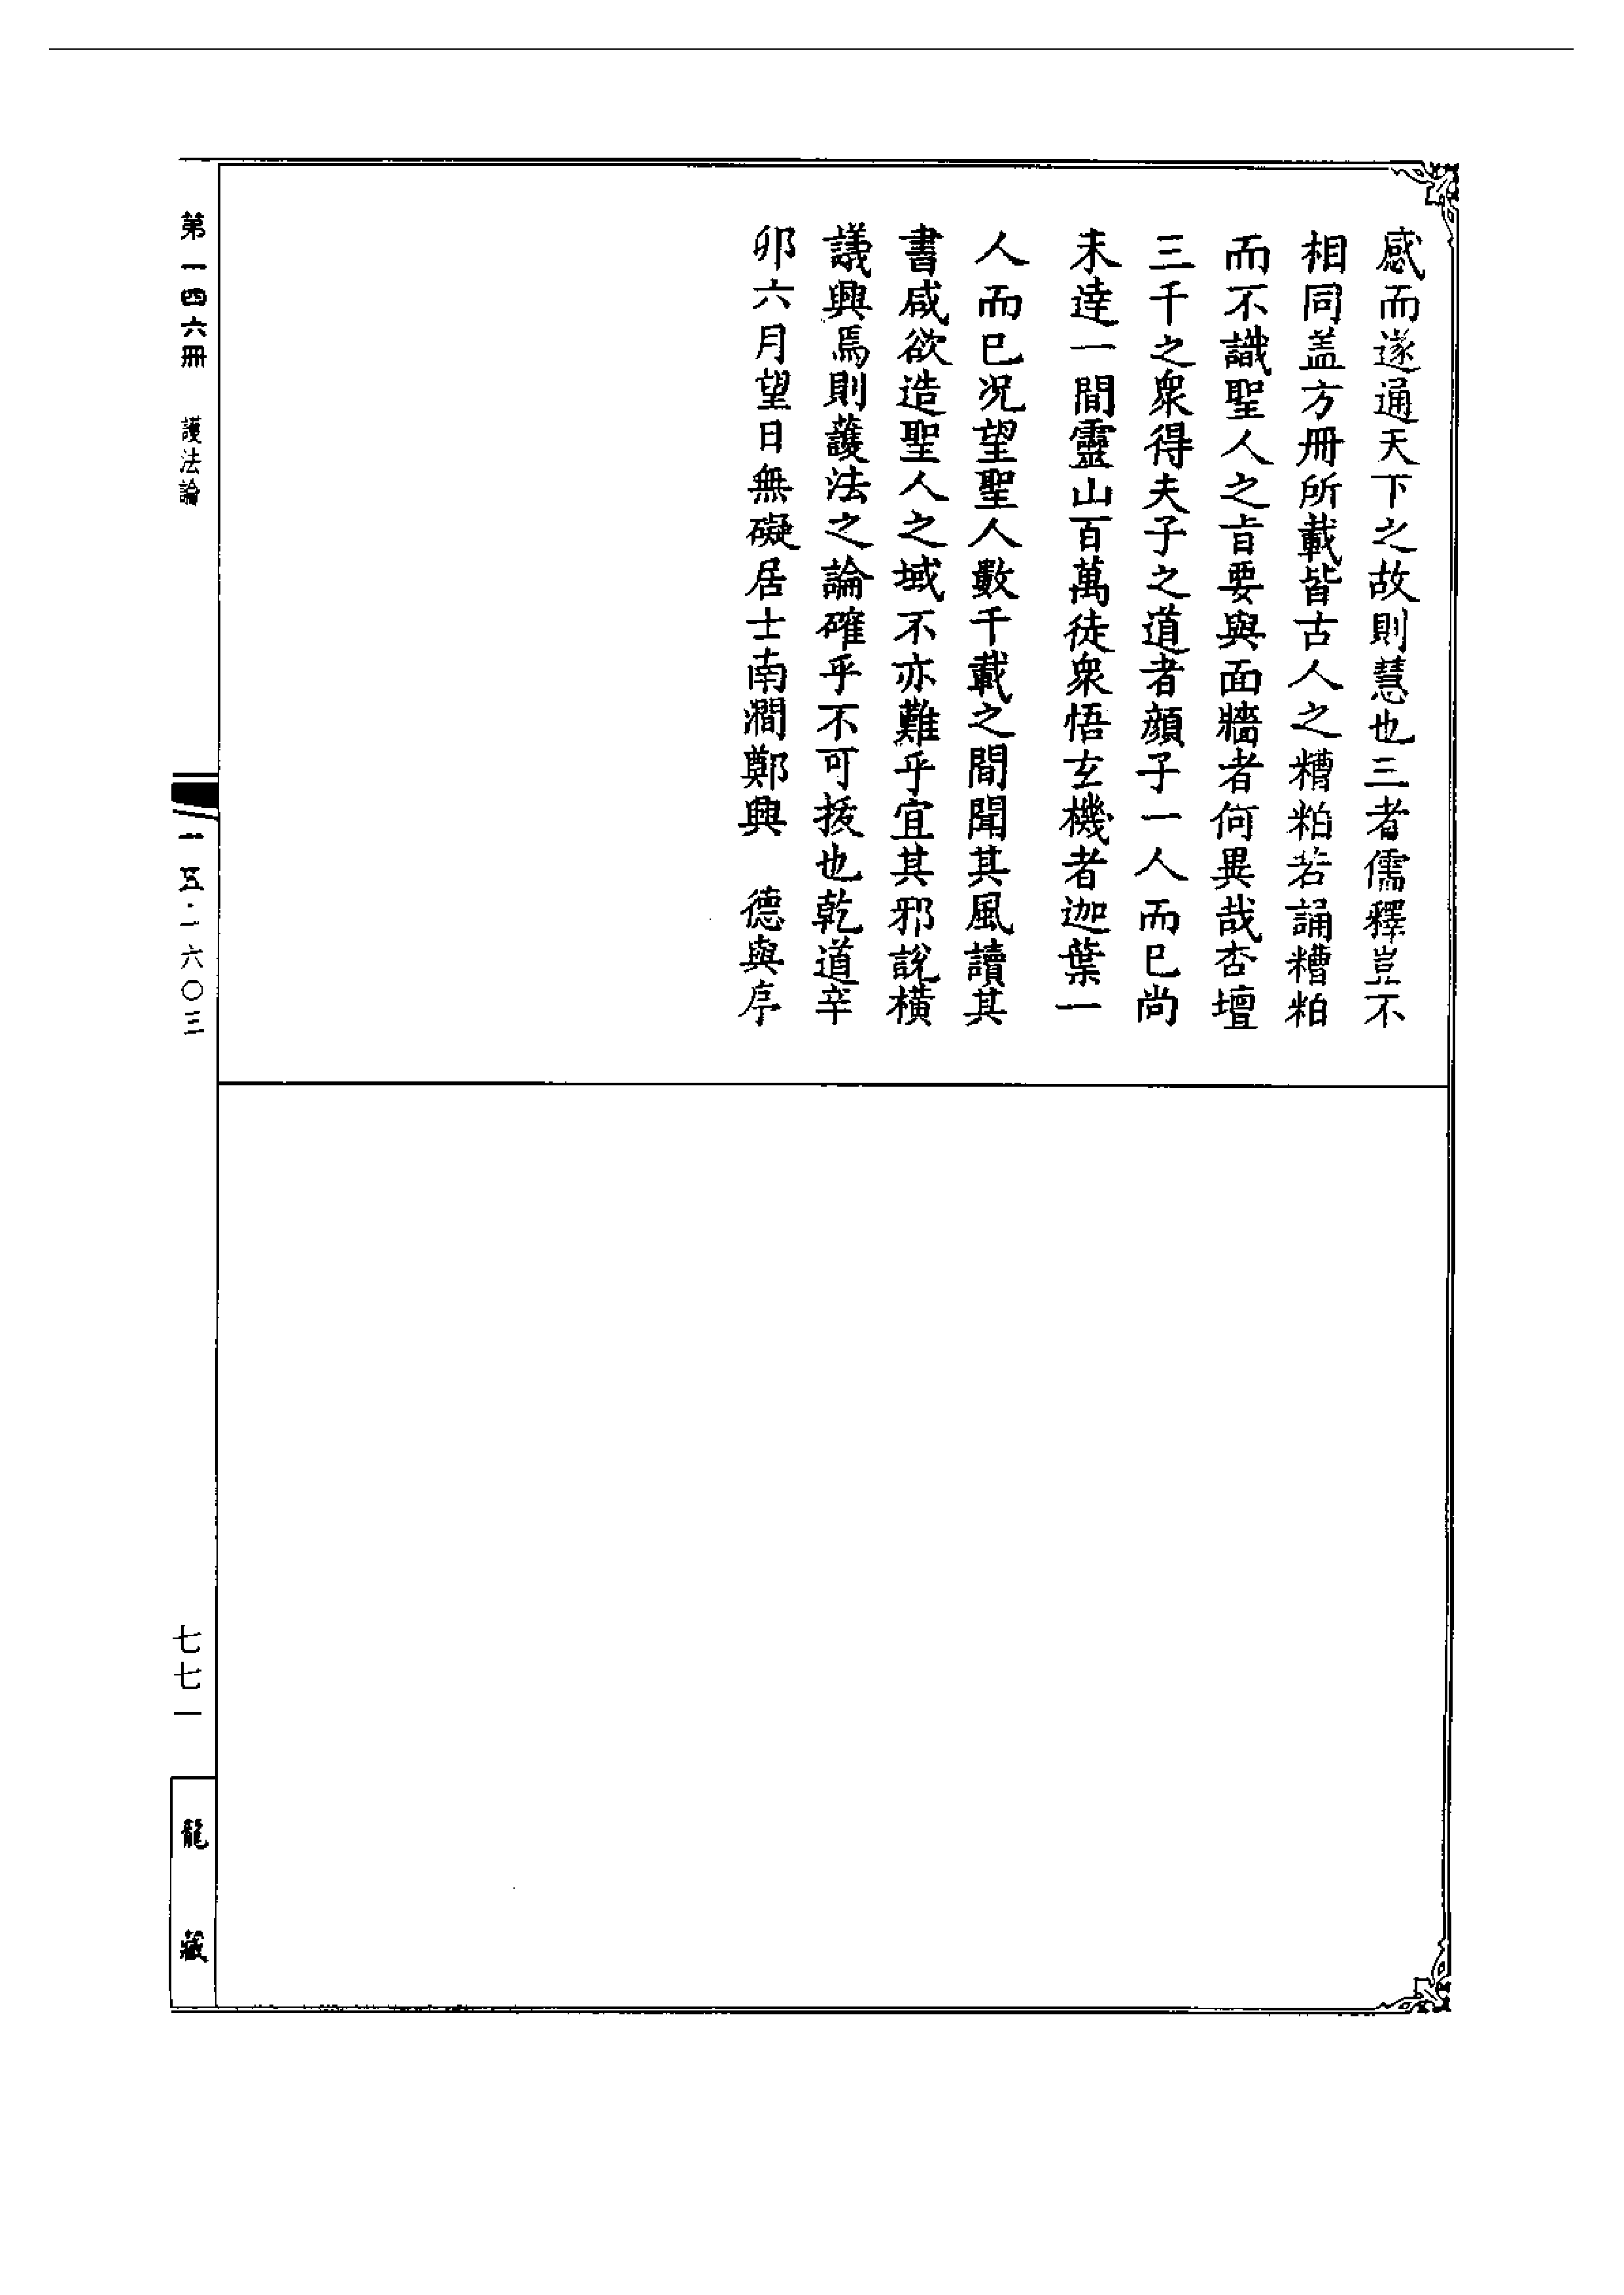 感而遂通天下之故則慧也三者儒釋豈不
相同盖方冊所載皆古人之糟粕若誦糟粕
而不識聖人之㫖要與面牆者何異哉杏壇
三千之衆得夫子之道者顔子一人而已尚
未達一間靈山百萬徒衆悟玄機者迦葉一
人而已况望聖人數千載之間聞其風讀其
書咸欲造聖人之域不亦難乎宜其邪說橫
議興焉則護法之論確乎不可拔也乾道辛
卯六月望日無礙居士南澗鄭興　德與序
第一四六冊　護法論
一五·一六〇三
七七一
龍藏